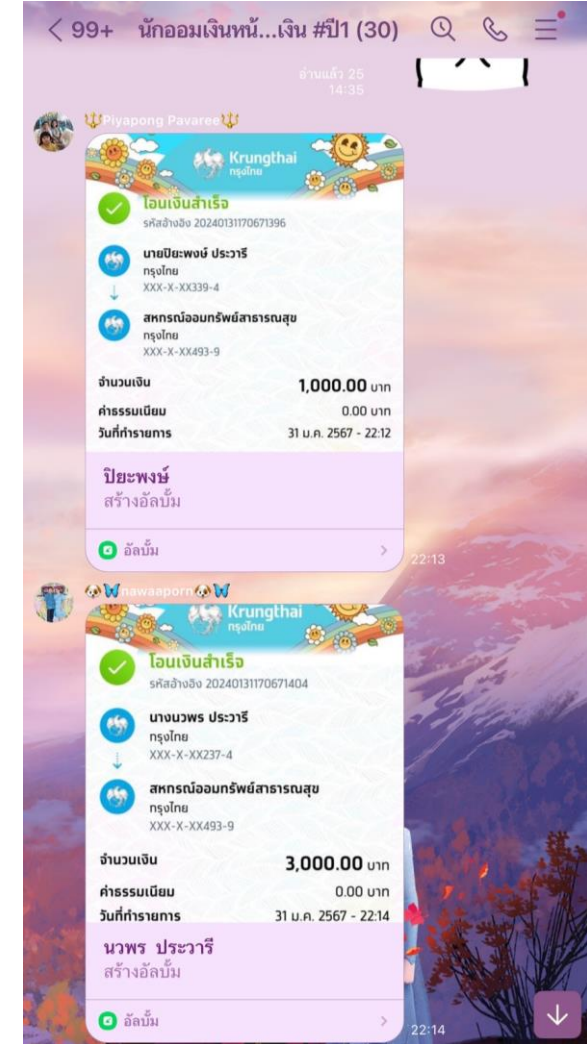 99+ นักออมเงินหน้...เงิน #ปี1 (30)
อ่านแล้ว 25
14:35
Piyapong Pavaree
Krungthai
กรุงไทย
โอนเงินสำเร็จ
รหัสอ้างอิง 20240131170671396
นายปิยะพงษ์ ประวารี
กรุงไทย
XXX-X-XX339-4
สหกรณ์ออมทรัพย์สาธารณสุข
กรุงไทย
XXX-X-XX493-9
จำนวนเงิน 1,000.00 บาท
ค่าธรรมเนียม 0.00 บาท
วันที่ทำรายการ 31 ม.ค. 2567 - 22:12
ปิยะพงษ์
สร้างอัลบั้ม
อัลบั้ม
22:13
nawaaporn
Krungthai
กรุงไทย
โอนเงินสำเร็จ
รหัสอ้างอิง 20240131170671404
นางนวพร ประวารี
กรุงไทย
XXX-X-XX237-4
สหกรณ์ออมทรัพย์สาธารณสุข
กรุงไทย
XXX-X-XX493-9
จำนวนเงิน 3,000.00 บาท
ค่าธรรมเนียม 0.00 บาท
วันที่ทำรายการ 31 ม.ค. 2567 - 22:14
นวพร ประวารี
สร้างอัลบั้ม
อัลบั้ม
22:14